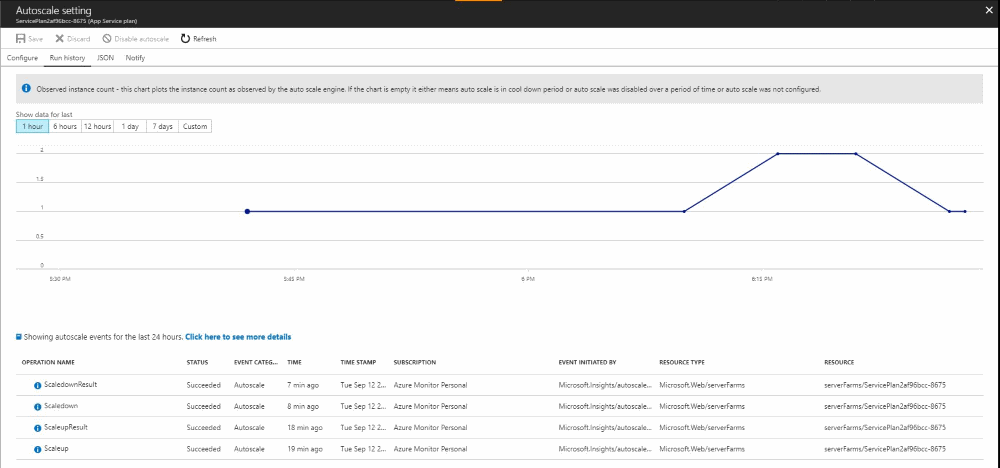 Autoscale setting
ServicePlan2af96bcc-8675 (App Service plan)
Save Discard Disable autoscale Refresh
Configure Run history JSON Notify
Observed instance count - this chart plots the instance count as observed by the auto scale engine. If the chart is empty it either means auto scale is in cool down period or auto scale was disabled over a period of time or auto scale was not configured.
Show data for last
1 hour 6 hours 12 hours 1 day 7 days Custom
2
1.5
1
0.5
0
5:30 PM 5:45 PM 6 PM 6:15 PM
Showing autoscale events for the last 24 hours. Click here to see more details
OPERATION NAME STATUS EVENT CATEG... TIME TIME STAMP SUBSCRIPTION EVENT INITIATED BY RESOURCE TYPE RESOURCE
ScaledownResult Succeeded Autoscale 7 min ago Tue Sep 12 2... Azure Monitor Personal Microsoft.Insights/autoscale... Microsoft.Web/serverFarms serverFarms/ServicePlan2af96bcc-8675
Scaledown Succeeded Autoscale 8 min ago Tue Sep 12 2... Azure Monitor Personal Microsoft.Insights/autoscale... Microsoft.Web/serverFarms serverFarms/ServicePlan2af96bcc-8675
ScaleupResult Succeeded Autoscale 18 min ago Tue Sep 12 2... Azure Monitor Personal Microsoft.Insights/autoscale... Microsoft.Web/serverFarms serverFarms/ServicePlan2af96bcc-8675
Scaleup Succeeded Autoscale 19 min ago Tue Sep 12 2... Azure Monitor Personal Microsoft.Insights/autoscale... Microsoft.Web/serverFarms serverFarms/ServicePlan2af96bcc-8675